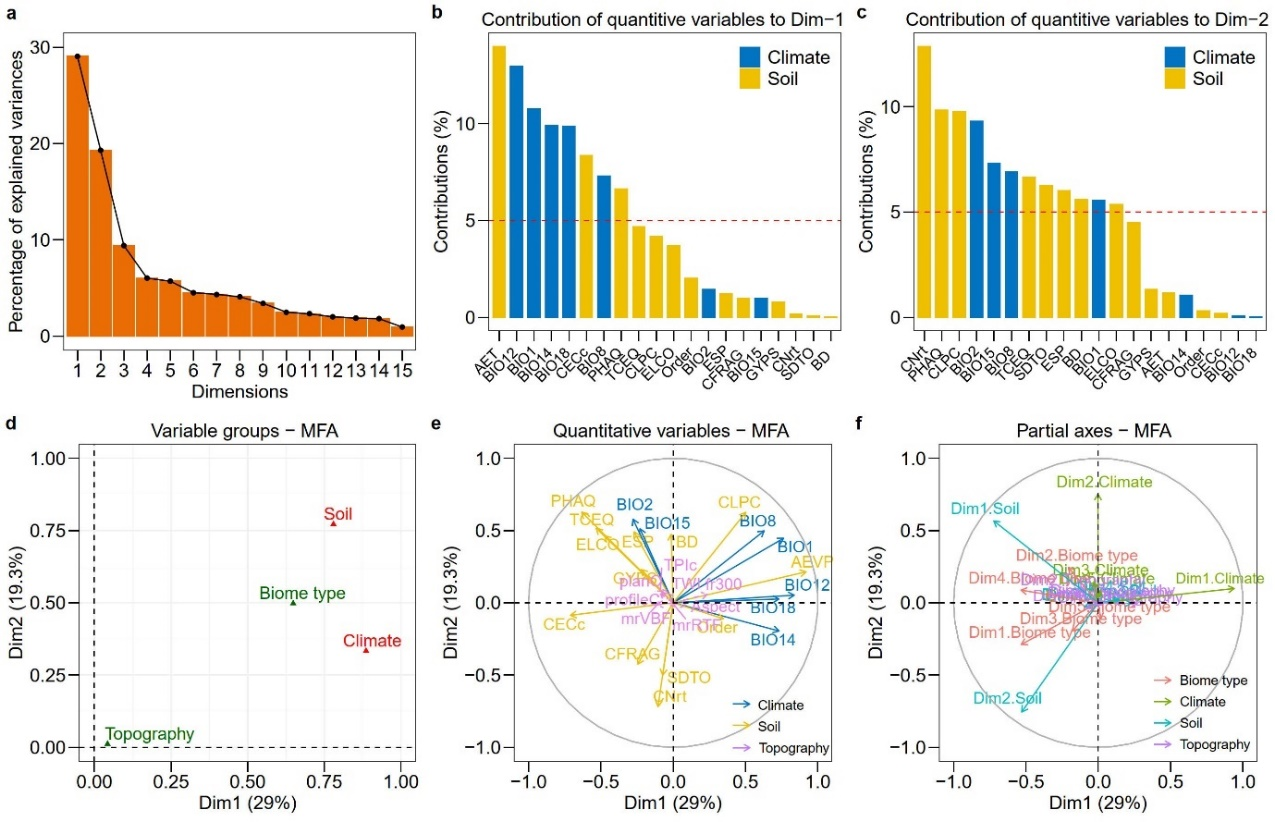 a
30
20
10
0
Percentage of explained variances
1 2 3 4 5 6 7 8 9 10 11 12 13 14 15
Dimensions
b
Contribution of quantitive variables to Dim−1
Climate
Soil
10
5
0
Contributions (%)
AET BIO12 BIO1 BIO14 BIO18 CECc BIO8 PHAQ TCEQ CLPC ELCO Order BIO2 ESP CFRAG BIO15 GYPS CNrt SDTO BD
c
Contribution of quantitive variables to Dim−2
Climate
Soil
10
5
0
Contributions (%)
CNrt PHAQ CLPC BIO2 BIO15 BIO8 TCEQ SDTO ESP BD BIO1 ELCO CFRAG GYPS AET BIO14 Order CECc BIO12 BIO18
d
Variable groups − MFA
1.00
0.75
0.50
0.25
0.00
Dim2 (19.3%)
Soil
Biome type
Climate
Topography
0.00 0.25 0.50 0.75 1.00
Dim1 (29%)
e
Quantitative variables − MFA
1.0
0.5
0.0
−0.5
−1.0
Dim2 (19.3%)
PHAQ
BIO2
CLPC
TCEQ
BIO15
BIO8
ELCO
ESP
BD
BIO1
TPIc
AEVP
BIO12
profileC
Aspect
BIO18
CECc
mrVBF
Order
BIO14
CFRAG
SDTO
CNrt
Climate
Soil
Topography
−1.0 −0.5 0.0 0.5 1.0
Dim1 (29%)
f
Partial axes − MFA
1.0
0.5
0.0
−0.5
−1.0
Dim2 (19.3%)
Dim2.Climate
Dim1.Soil
Dim2.Biome type
Dim3.Climate
Dim1.Climate
Dim3.Biome type
Dim1.Biome type
Dim2.Soil
Biome type
Climate
Soil
Topography
−1.0 −0.5 0.0 0.5 1.0
Dim1 (29%)